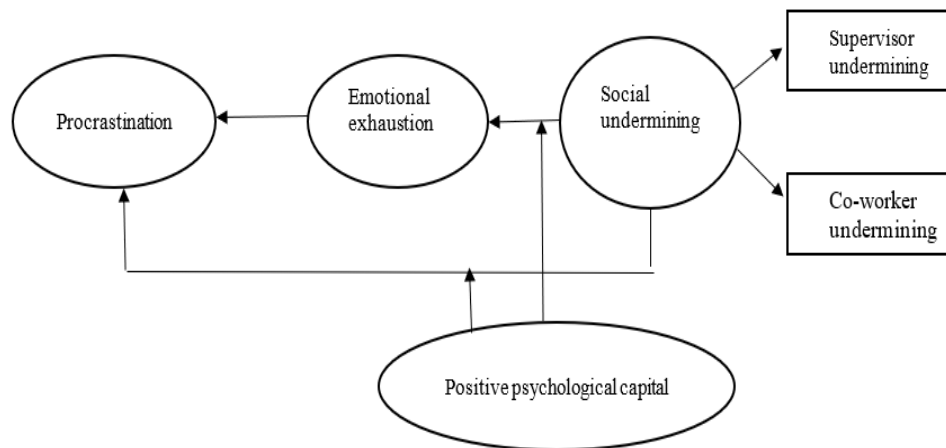 Procrastination
Emotional
exhaustion
Social
undermining
Supervisor
undermining
Co-worker
undermining
Positive psychological capital